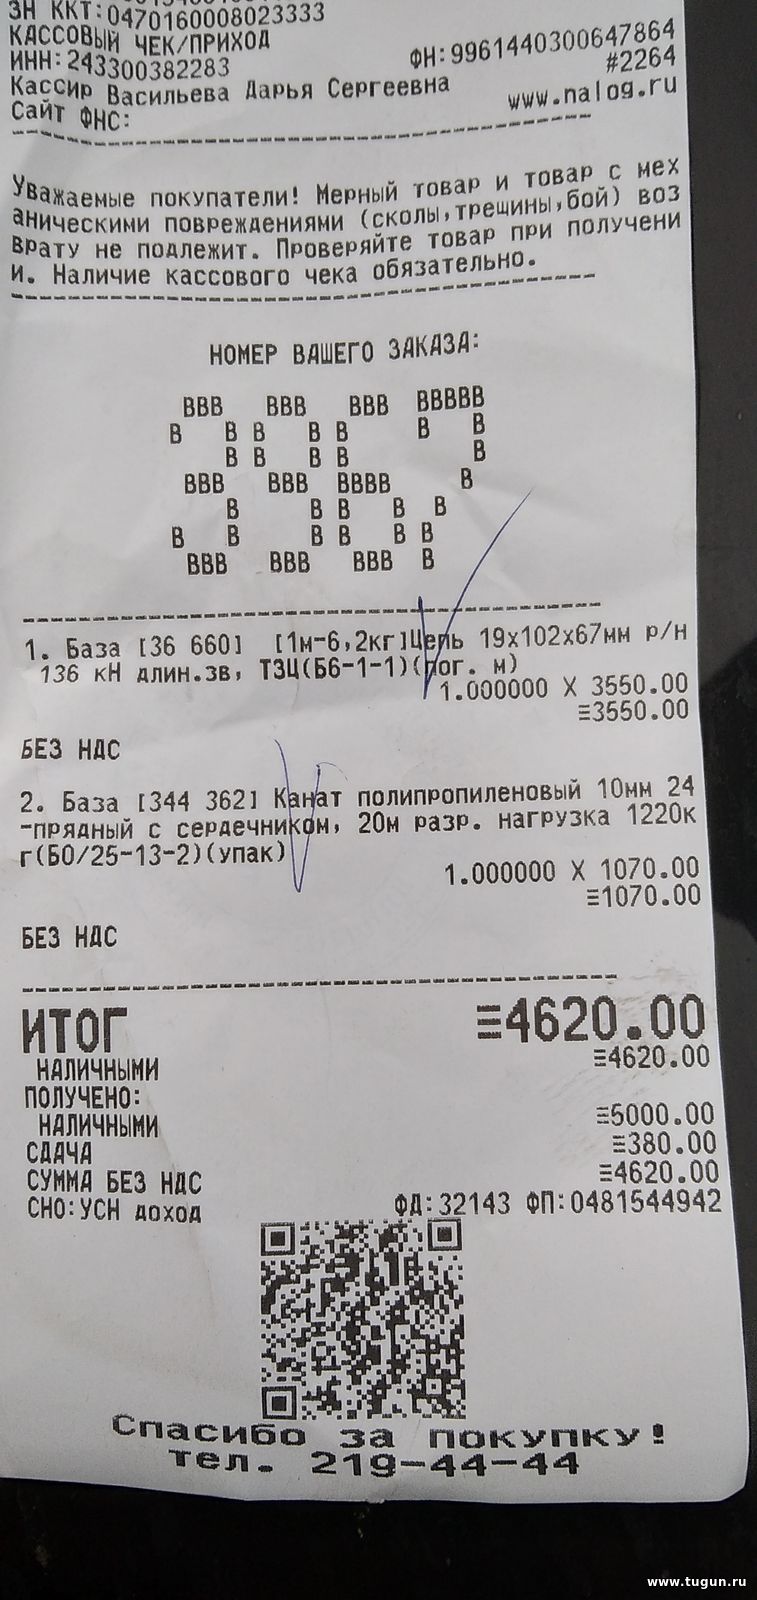 ЗН ККТ:0470160008023333
КАССОВЫЙ ЧЕК/ПРИХОД
ИНН:243300382283 ФН:9961440300647864
Кассир Васильева Дарья Сергеевна #2264
Сайт ФНС: www.nalog.ru
Уважаемые покупатели! Мерный товар и товар с мех
аническими повреждениями (сколы,трещины,бой) воз
врату не подлежит. Проверяйте товар при получени
и. Наличие кассового чека обязательно.
НОМЕР ВАШЕГО ЗАКАЗА:
3967
1. База [36 660] [1м-6,2кг]Цепь 19х102х67мм р/н
136 кН длин.зв, ТЗЦ(Б6-1-1)(пог. м)
1.000000 X 3550.00
≡3550.00
БЕЗ НДС
2. База [344 362] Канат полипропиленовый 10мм 24
-прядный с сердечником, 20м разр. нагрузка 1220к
г(Б0/25-13-2)(упак)
1.000000 X 1070.00
≡1070.00
БЕЗ НДС
ИТОГ ≡4620.00
НАЛИЧНЫМИ ≡4620.00
ПОЛУЧЕНО:
НАЛИЧНЫМИ ≡5000.00
СДАЧА ≡380.00
СУММА БЕЗ НДС ≡4620.00
СНО:УСН доход ФД:32143 ФП:0481544942
Спасибо за покупку!
тел. 219-44-44
www.tugun.ru